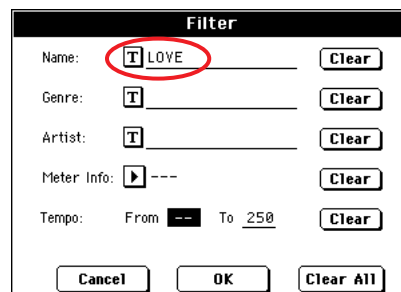 Filter
Name: T LOVE Clear
Genre: T Clear
Artist: T Clear
Meter Info: --- Clear
Tempo: From -- To 250 Clear
Cancel OK Clear All